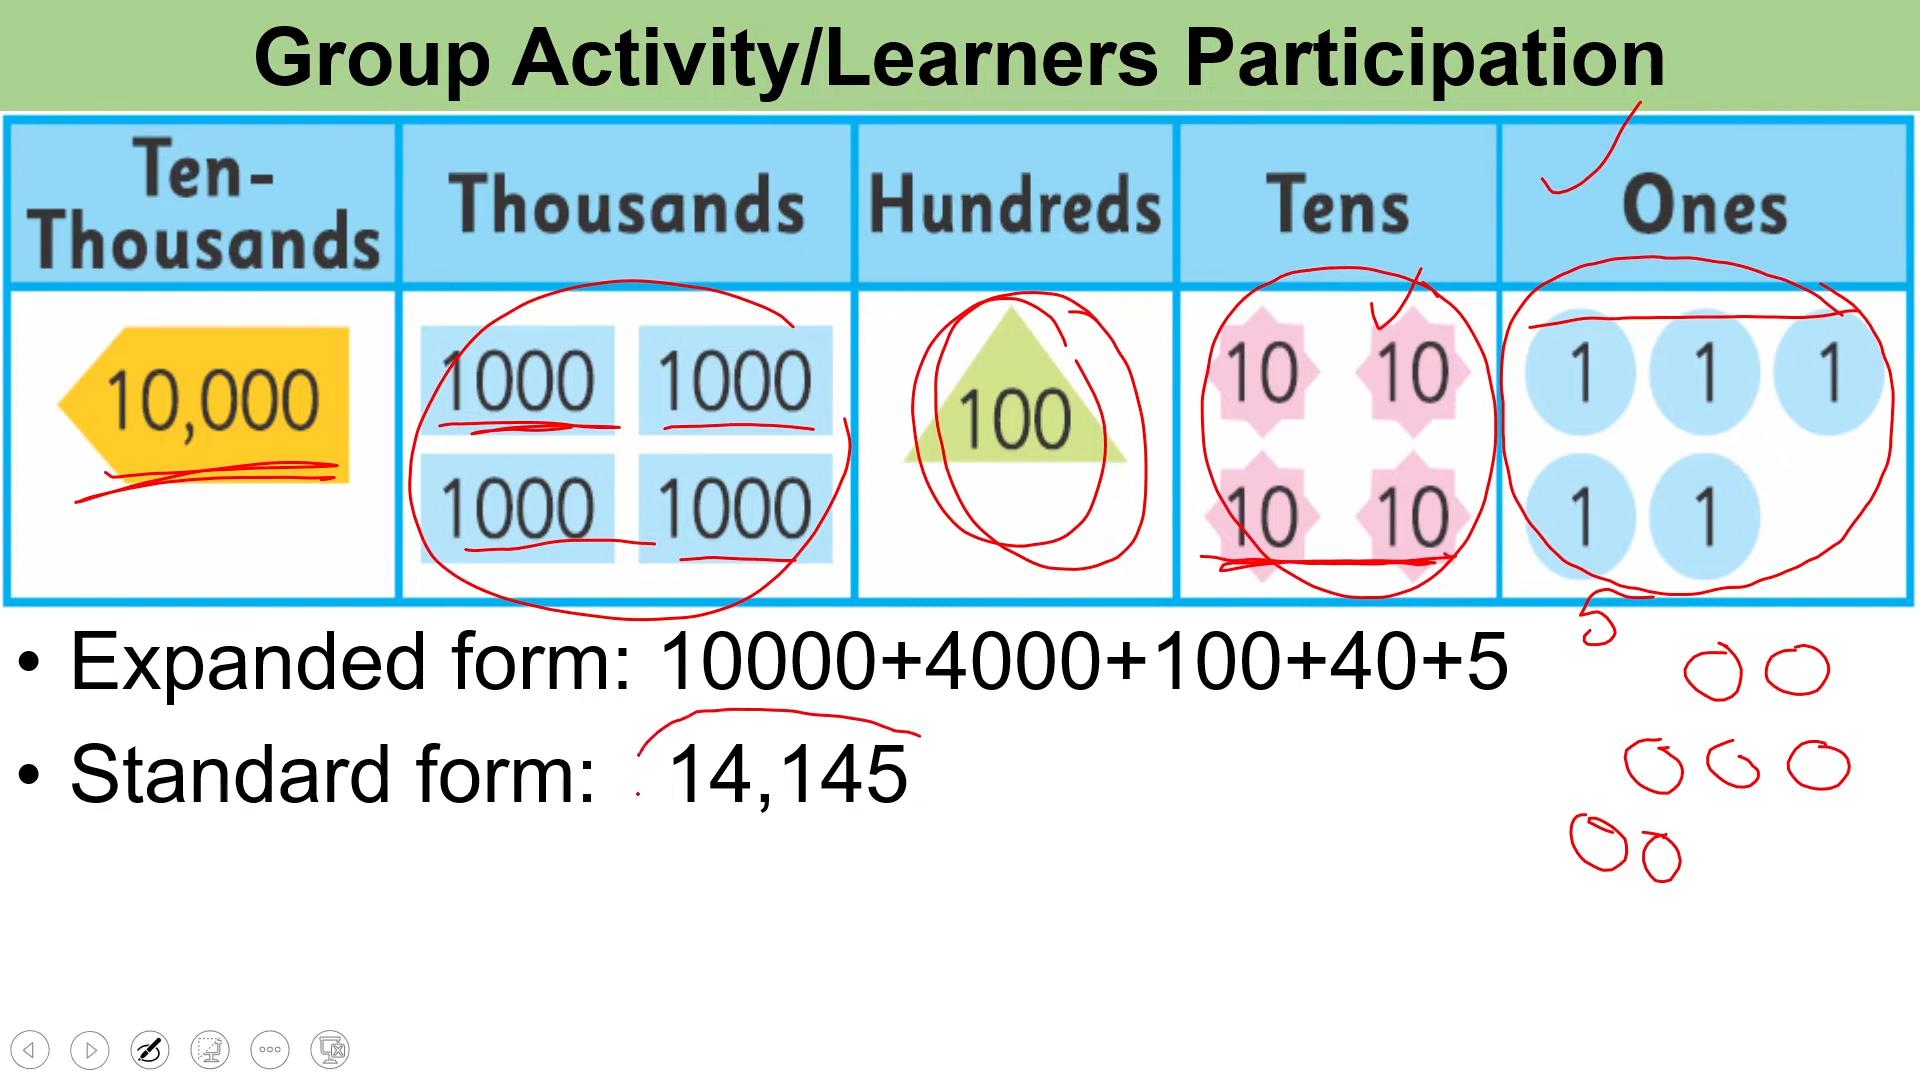 Group Activity/Learners Participation
Ten-Thousands Thousands Hundreds Tens Ones
10,000 1000 1000 100 10 10 1 1 1
1000 1000 10 10 1 1
5
• Expanded form: 10000+4000+100+40+5
• Standard form: 14,145